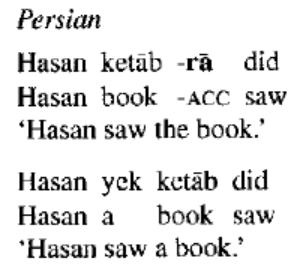 Persian
Hasan ketāb -rā did
Hasan book -ACC saw
'Hasan saw the book.'
Hasan yek ketāb did
Hasan a book saw
'Hasan saw a book.'